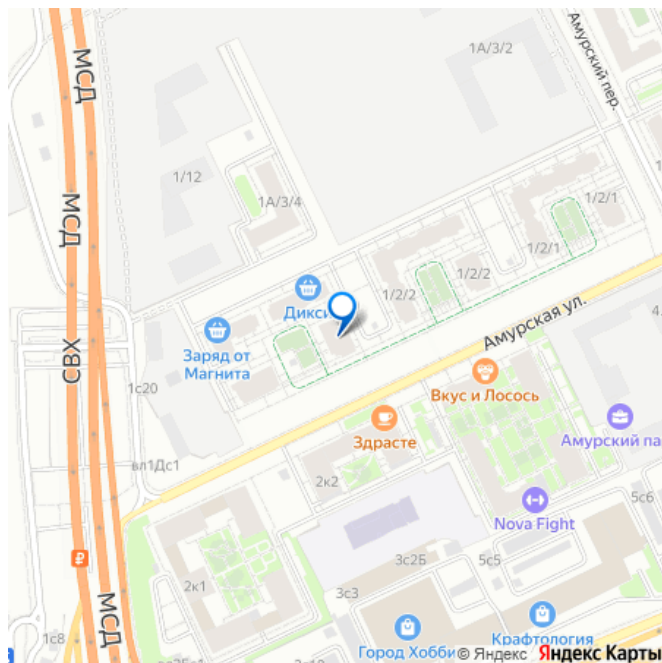 МСД
1А/3/2
Амурский пер.
1/12
1А/3/4
МСД
1/2/1
1/2/1
1/2/2
1/2/2
Дикси
Амурская ул.
СВХ
Заряд от
Магнита
1с20
Вкус и Лосось
Здрасте
Амурский па
вл1Дс1
2к2
Nova Fight
5с6
3с2Б
5с5
2к1
3с3
МСД
1с8
Город Хобби
Крафтология
© Яндекс
Яндекс Карты